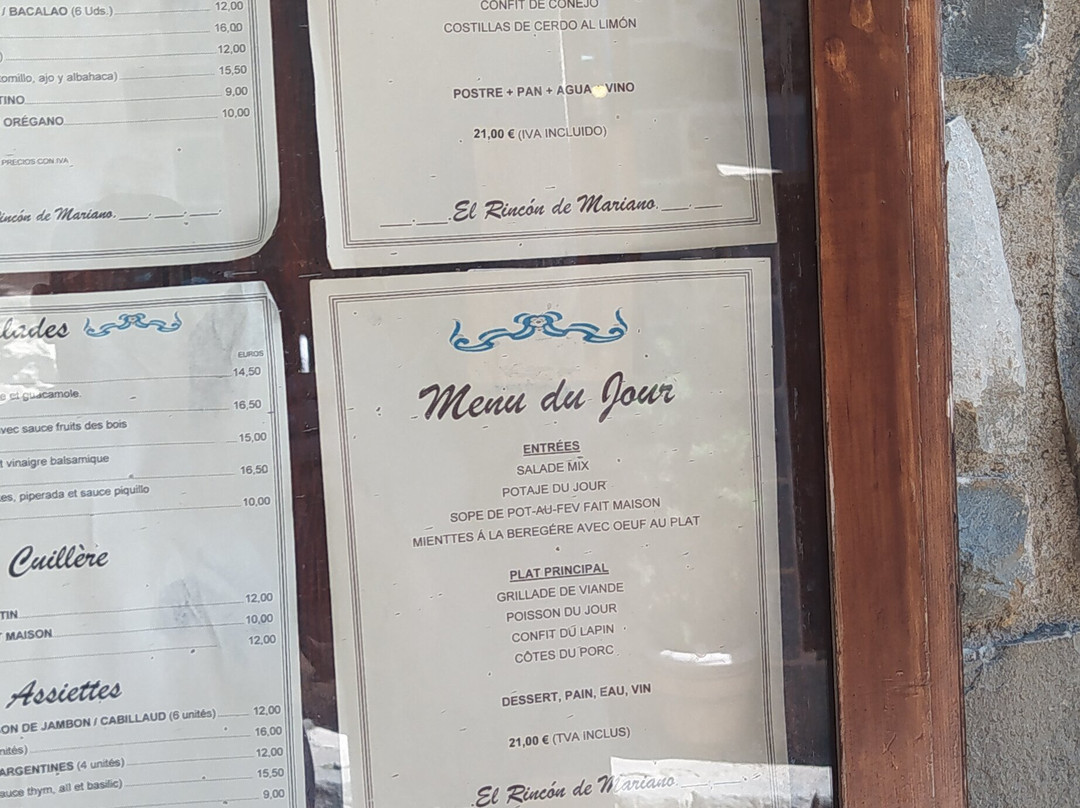 / BACALAO (6 Uds.) 12,00
16,00
) 12,00
tomillo, ajo y albahaca) 15,50
TINO 9,00
ORÉGANO 10,00
PRECIOS CON IVA
incón de Mariano.
CONFIT DE CONEJO
COSTILLAS DE CERDO AL LIMÓN
POSTRE + PAN + AGUA VINO
21,00 € (IVA INCLUIDO)
El Rincón de Mariano
lades
EUROS
14,50
e et guacamole.
16,50
vec sauce fruits des bois
15,00
t vinaigre balsamique
16,50
es, piperada et sauce piquillo
10,00
Cuillère
TIN 12,00
MAISON 10,00
12,00
Assiettes
ON DE JAMBON / CABILLAUD (6 unités) 12,00
16,00
nités) 12,00
ARGENTINES (4 unités)
15,50
auce thym, ail et basilic)
9,00
Menu du Jour
ENTRÉES
SALADE MIX
POTAJE DU JOUR
SOPE DE POT-AU-FEV FAIT MAISON
MIENTTES Á LA BEREGÉRE AVEC OEUF AU PLAT
PLAT PRINCIPAL
GRILLADE DE VIANDE
POISSON DU JOUR
CONFIT DU LAPIN
CÔTES DU PORC
DESSERT, PAIN, EAU, VIN
21,00 € (TVA INCLUS)
El Rincón de Mariano